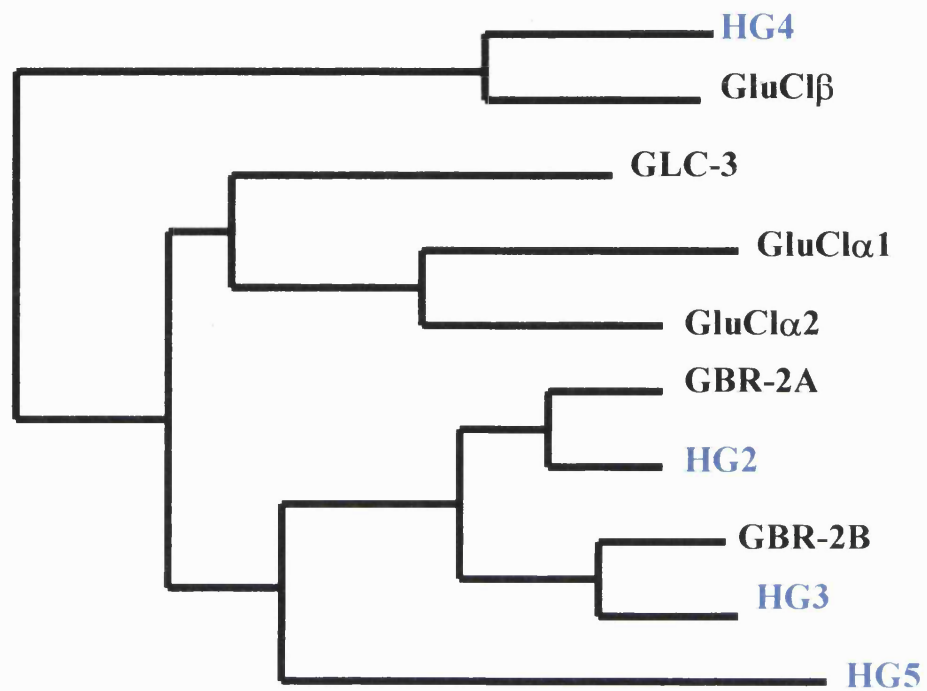 HG4
GluClβ
GLC-3
GluClα1
GluClα2
GBR-2A
HG2
GBR-2B
HG3
HG5